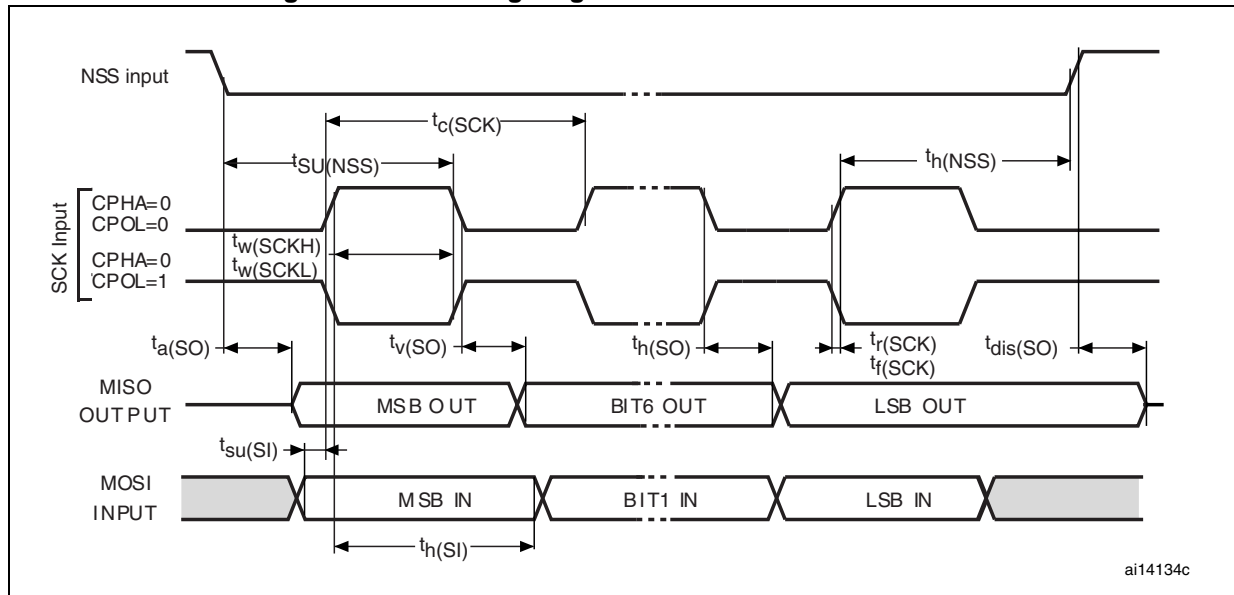 NSS input
tc(SCK)
tSU(NSS)
th(NSS)
SCK Input
CPHA=0
CPOL=0
tw(SCKH)
CPHA=0
tw(SCKL)
CPOL=1
ta(SO)
tv(SO)
th(SO)
tr(SCK)
tf(SCK)
tdis(SO)
MISO
OUTPUT
MSB OUT
BIT6 OUT
LSB OUT
tsu(SI)
MOSI
INPUT
MSB IN
BIT1 IN
LSB IN
th(SI)
ai14134c